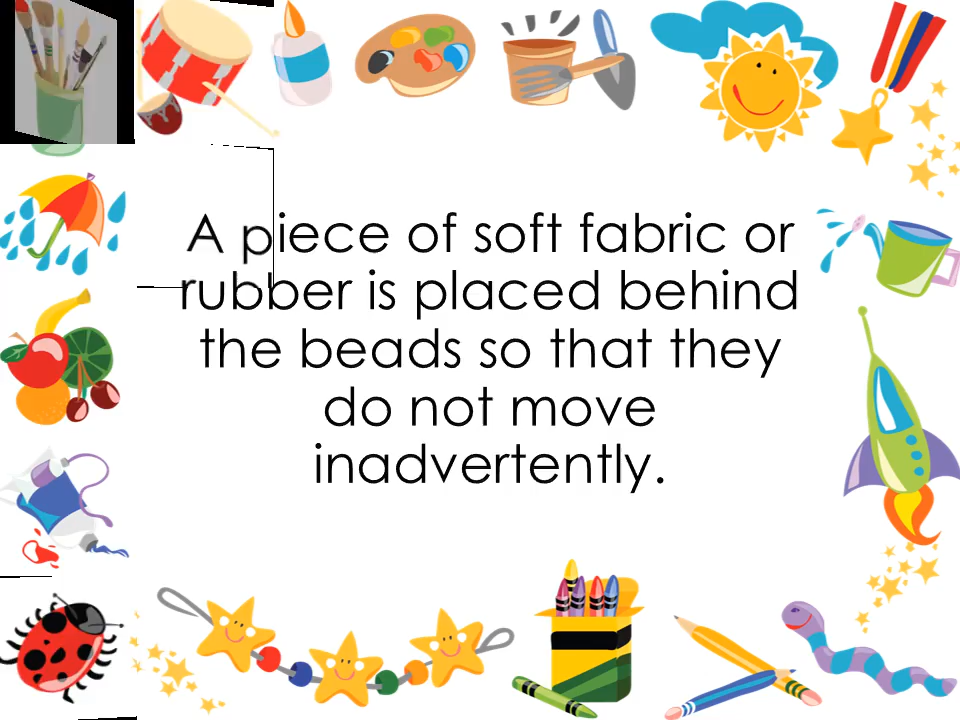 A piece of soft fabric or
rubber is placed behind
the beads so that they
do not move
inadvertently.